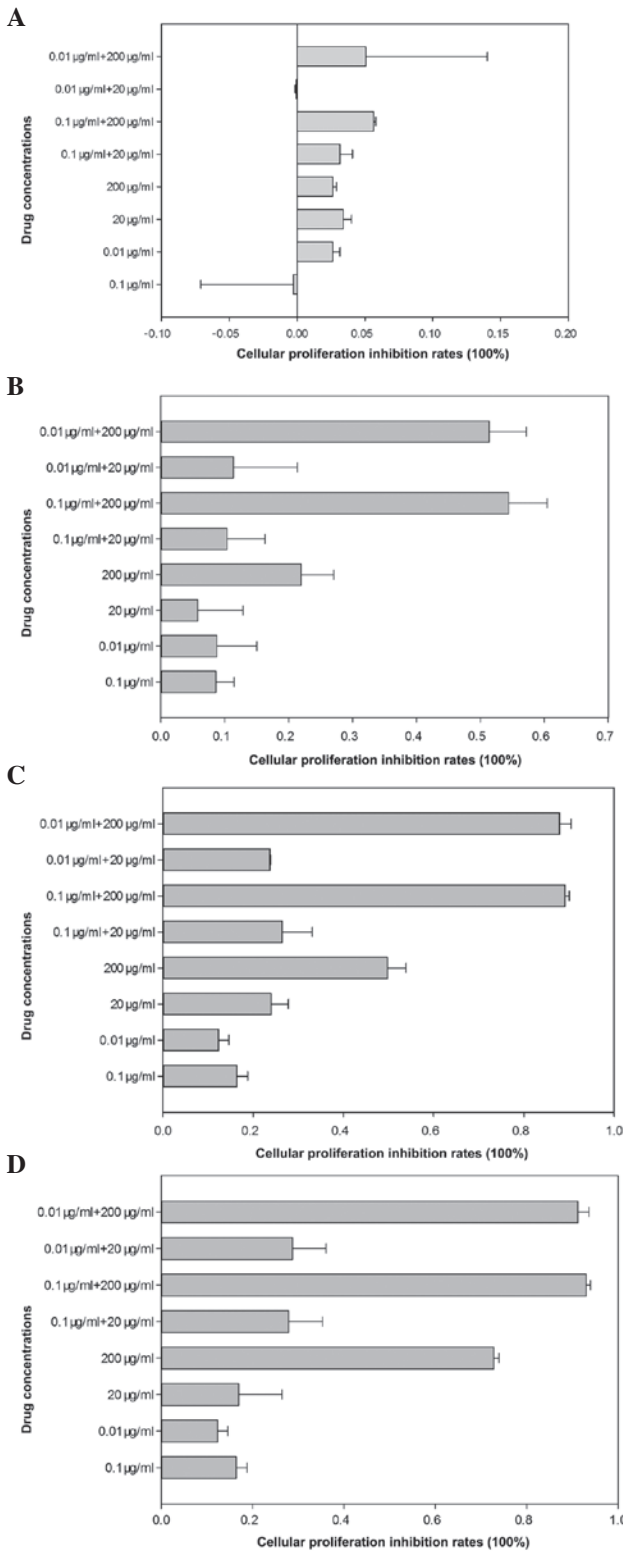 A
Drug concentrations
0.01 µg/ml+200 µg/ml
0.01 µg/ml+20 µg/ml
0.1 µg/ml+200 µg/ml
0.1 µg/ml+20 µg/ml
200 µg/ml
20 µg/ml
0.01 µg/ml
0.1 µg/ml
-0.10 -0.05 0.00 0.05 0.10 0.15 0.20
Cellular proliferation inhibition rates (100%)
B
Drug concentrations
0.01 µg/ml+200 µg/ml
0.01 µg/ml+20 µg/ml
0.1 µg/ml+200 µg/ml
0.1 µg/ml+20 µg/ml
200 µg/ml
20 µg/ml
0.01 µg/ml
0.1 µg/ml
0.0 0.1 0.2 0.3 0.4 0.5 0.6 0.7
Cellular proliferation inhibition rates (100%)
C
Drug concentrations
0.01 µg/ml+200 µg/ml
0.01 µg/ml+20 µg/ml
0.1 µg/ml+200 µg/ml
0.1 µg/ml+20 µg/ml
200 µg/ml
20 µg/ml
0.01 µg/ml
0.1 µg/ml
0.0 0.2 0.4 0.6 0.8 1.0
Cellular proliferation inhibition rates (100%)
D
Drug concentrations
0.01 µg/ml+200 µg/ml
0.01 µg/ml+20 µg/ml
0.1 µg/ml+200 µg/ml
0.1 µg/ml+20 µg/ml
200 µg/ml
20 µg/ml
0.01 µg/ml
0.1 µg/ml
0.0 0.2 0.4 0.6 0.8 1.0
Cellular proliferation inhibition rates (100%)